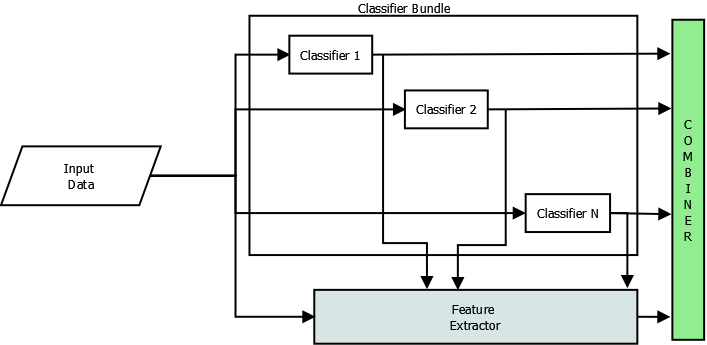 Classifier Bundle
Classifier 1
Classifier 2
Input
Data
Classifier N
Feature
Extractor
C
O
M
B
I
N
E
R